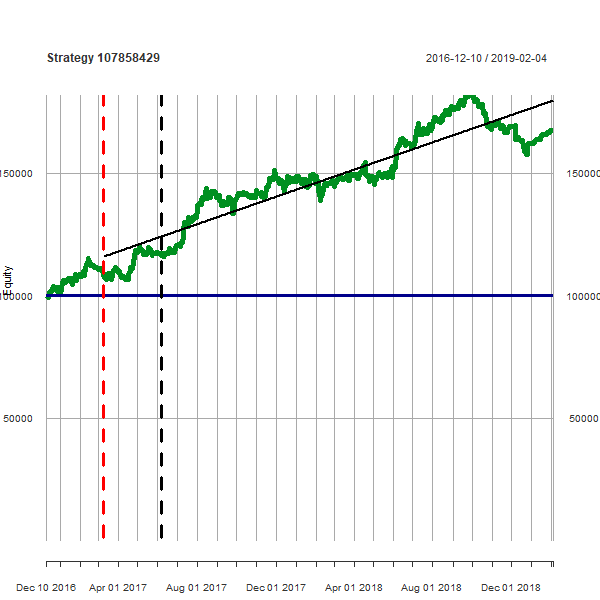 Strategy 107858429 2016-12-10 / 2019-02-04
150000 150000
Equity
100000 100000
50000 50000
Dec 10 2016 Apr 01 2017 Aug 01 2017 Dec 01 2017 Apr 01 2018 Aug 01 2018 Dec 01 2018